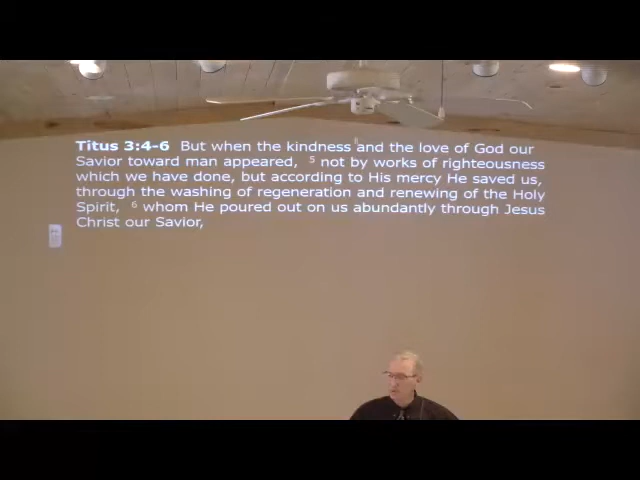 Titus 3:4-6 But when the kindness and the love of God our
Savior toward man appeared, 5 not by works of righteousness
which we have done, but according to His mercy He saved us,
through the washing of regeneration and renewing of the Holy
Spirit, 6 whom He poured out on us abundantly through Jesus
Christ our Savior,